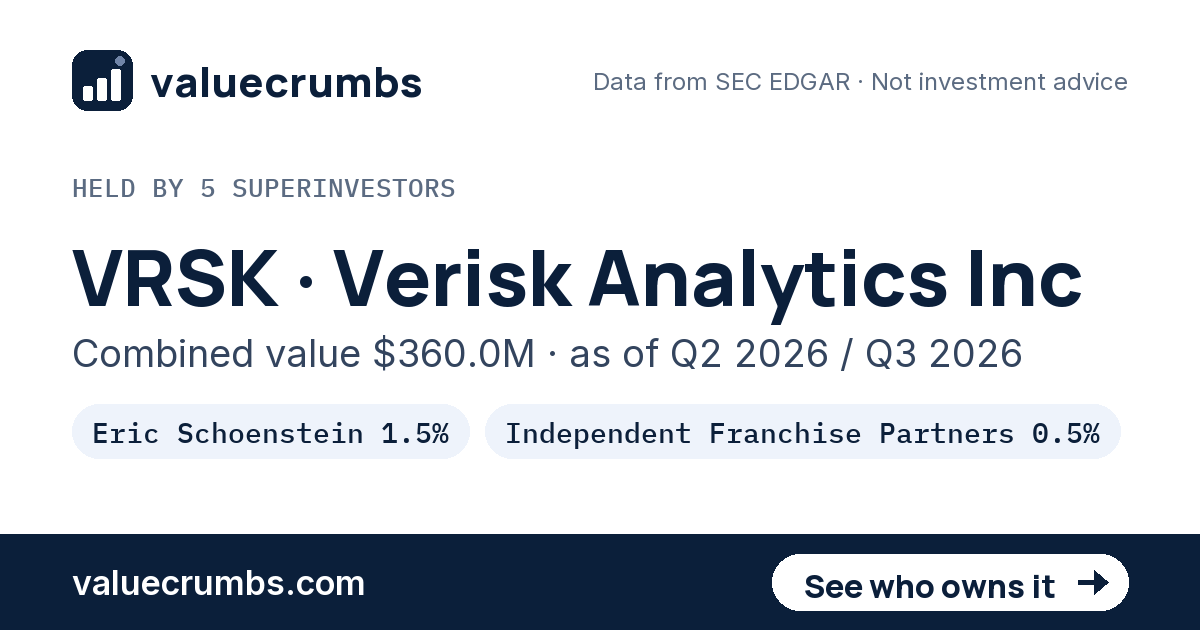 valuecrumbs
Data from SEC EDGAR · Not investment advice
HELD BY 5 SUPERINVESTORS
VRSK · Verisk Analytics Inc
Combined value $360.0M · as of Q2 2026 / Q3 2026
Eric Schoenstein 1.5%
Independent Franchise Partners 0.5%
valuecrumbs.com
See who owns it